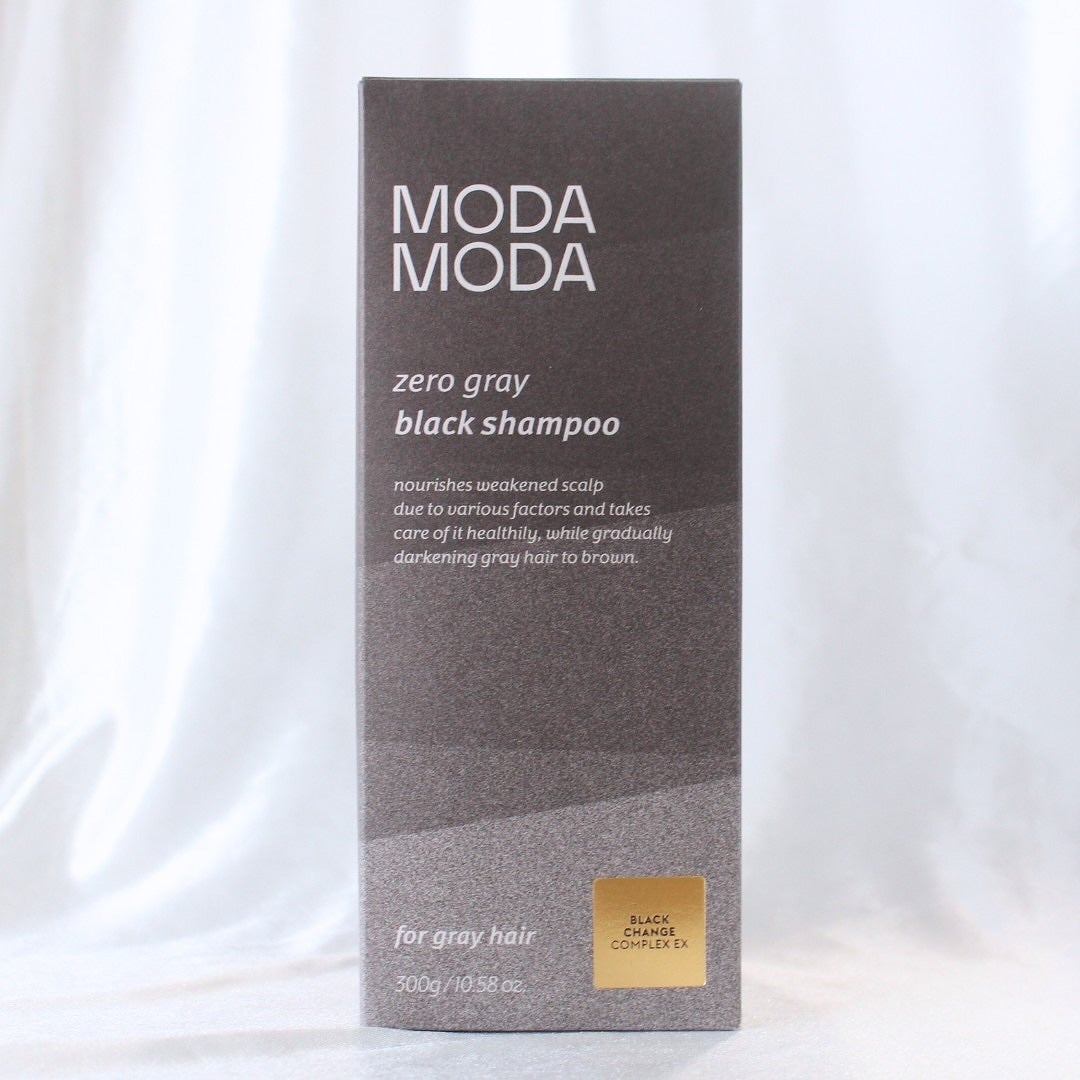 MODA
MODA
zero gray
black shampoo
nourishes weakened scalp
due to various factors and takes
care of it healthily, while gradually
darkening gray hair to brown.
for gray hair
300g/10.58 oz.
BLACK
CHANGE
COMPLEX EX